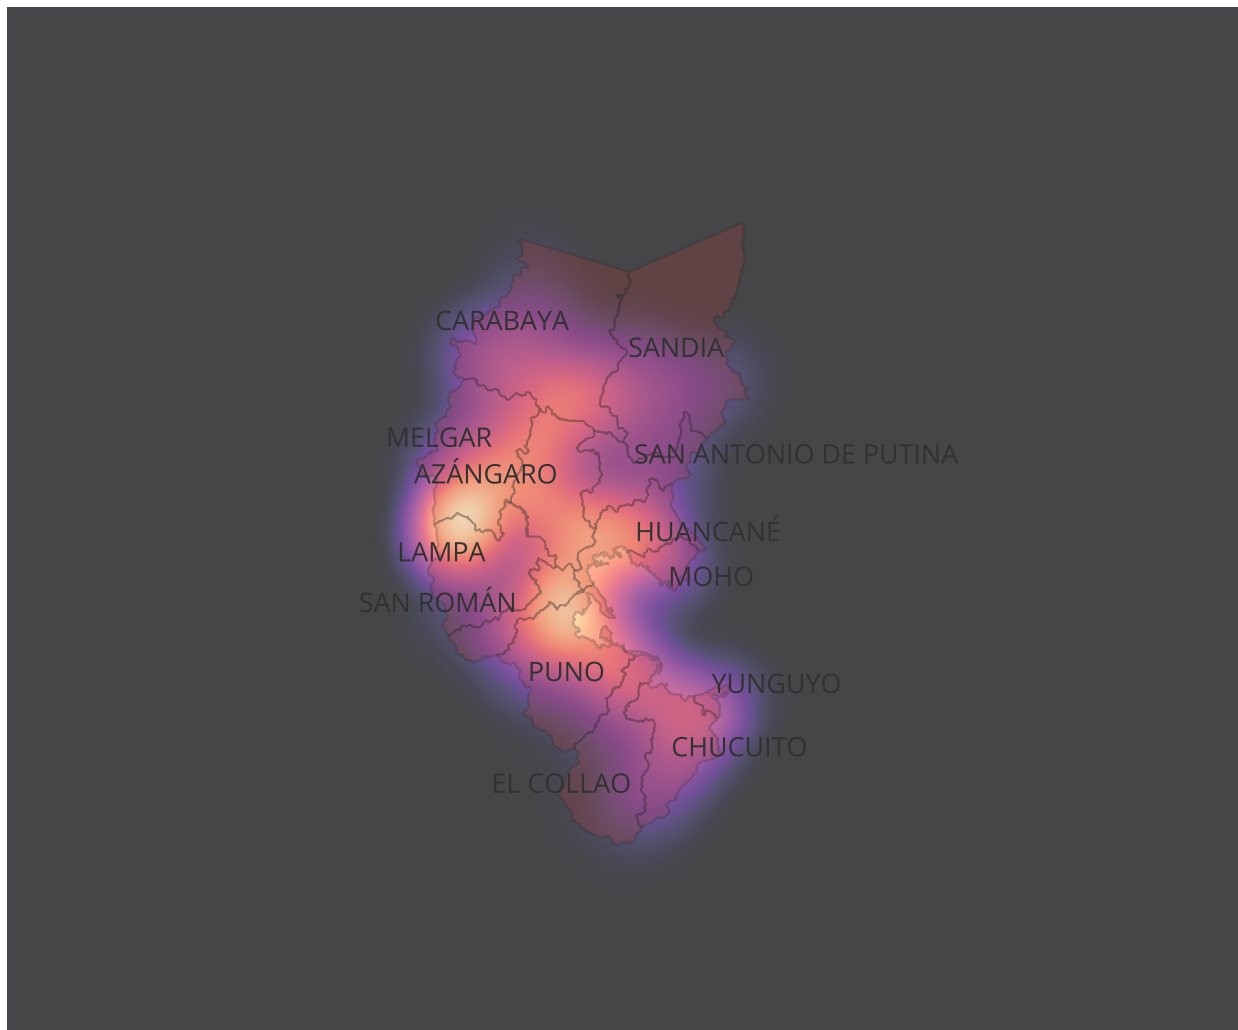 CARABAYA
SANDIA
MELGAR
SAN ANTONIO DE PUTINA
AZÁNGARO
HUANCANÉ
LAMPA
MOHO
SAN ROMÁN
PUNO
YUNGUYO
CHUCUITO
EL COLLAO